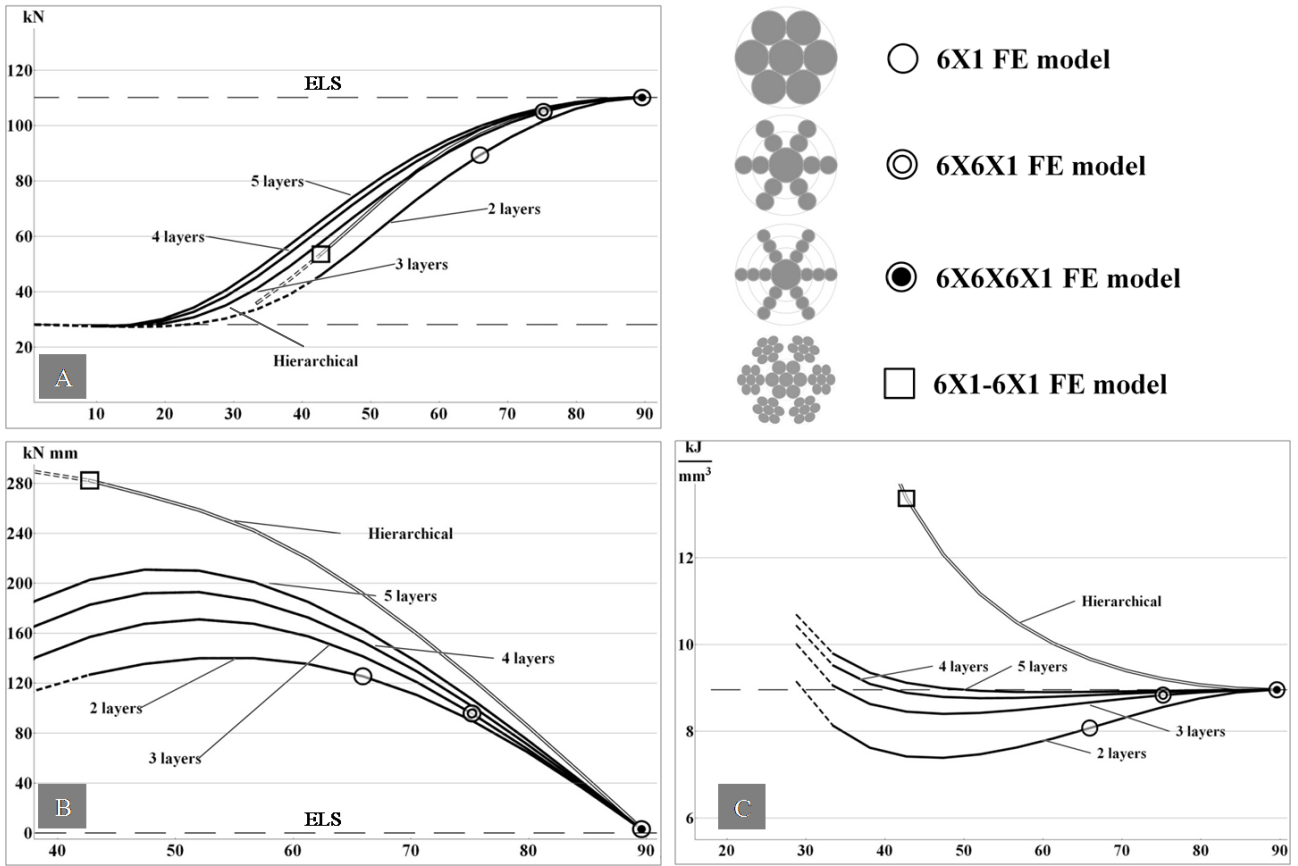 kN
120
100
80
60
40
20
ELS
5 layers
4 layers
2 layers
3 layers
Hierarchical
A
10 20 30 40 50 60 70 80 90
6X1 FE model
6X6X1 FE model
6X6X6X1 FE model
6X1-6X1 FE model
kN mm
280
240
200
160
120
80
40
0
Hierarchical
5 layers
4 layers
2 layers
3 layers
B
ELS
40 50 60 70 80 90
kJ
mm³
12
10
8
6
Hierarchical
4 layers
5 layers
3 layers
2 layers
C
20 30 40 50 60 70 80 90